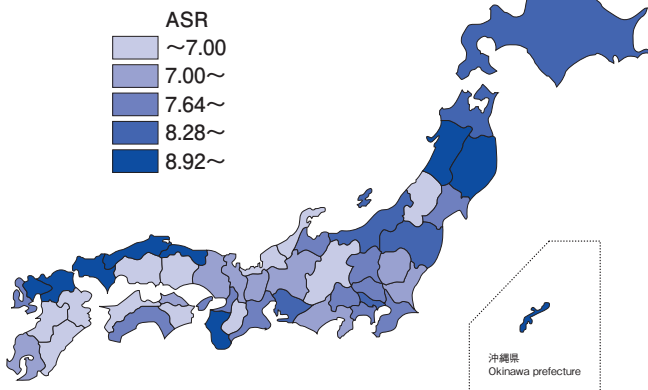 ASR
～7.00
7.00～
7.64～
8.28～
8.92～
沖縄県
Okinawa prefecture